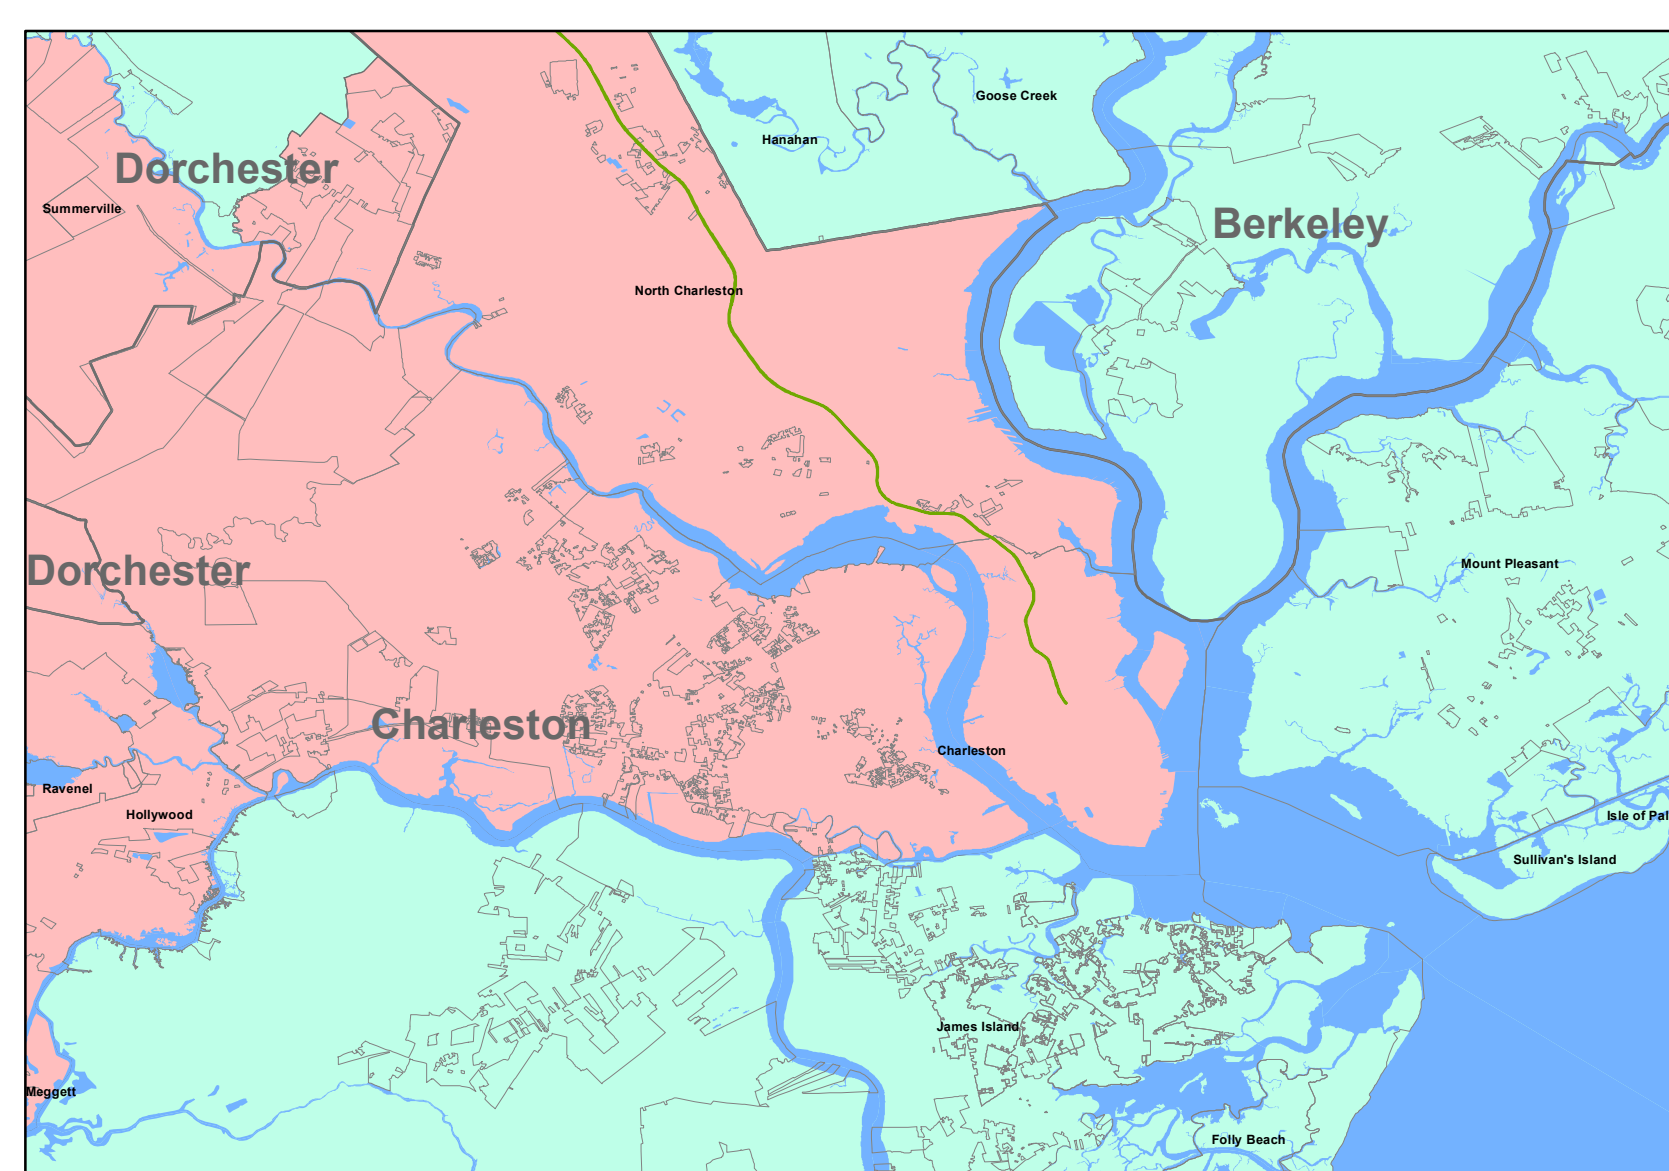 Goose Creek
Hanahan
Dorchester
Summerville
Berkeley
North Charleston
Mount Pleasant
Dorchester
Charleston
Charleston
Ravenel
Hollywood
Isle of Pal
Sullivan's Island
James Island
Meggett
Folly Beach